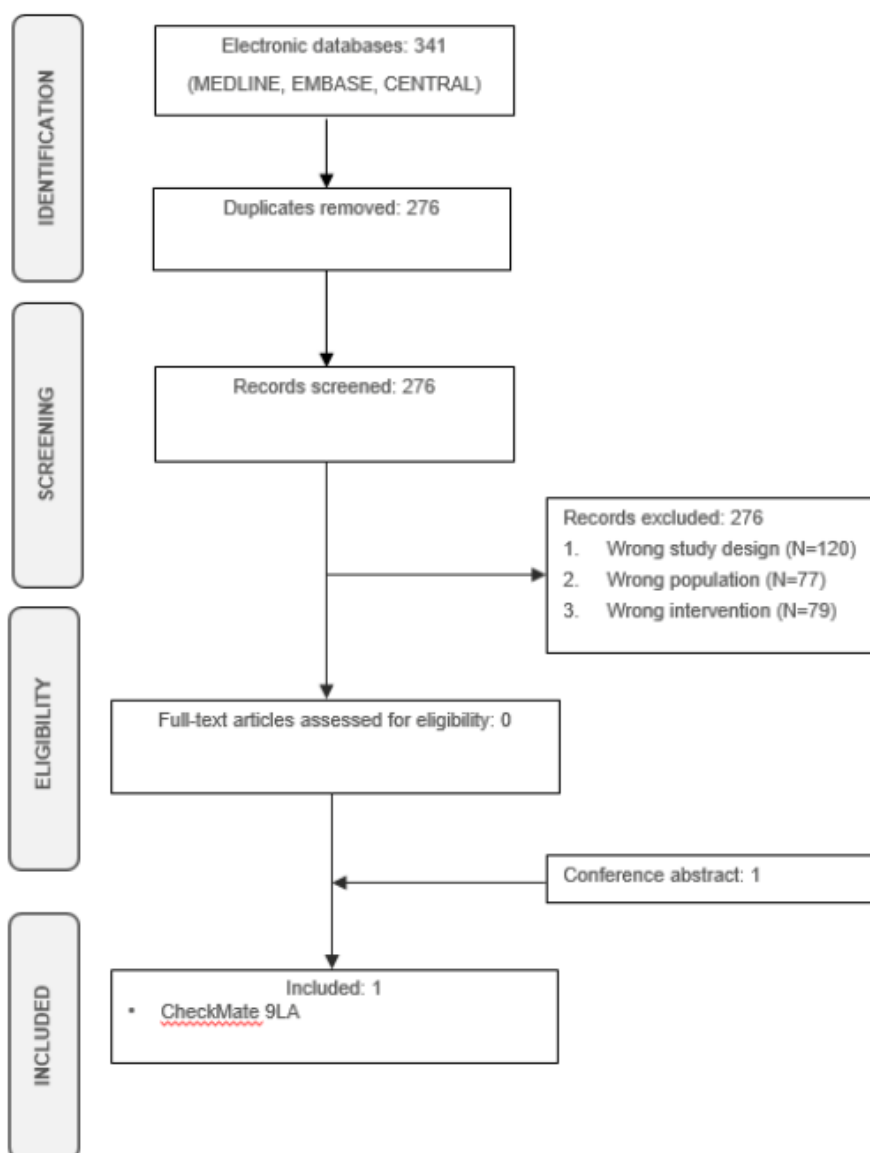 IDENTIFICATION
Electronic databases: 341
(MEDLINE, EMBASE, CENTRAL)
Duplicates removed: 276
SCREENING
Records screened: 276
Records excluded: 276
1. Wrong study design (N=120)
2. Wrong population (N=77)
3. Wrong intervention (N=79)
ELIGIBILITY
Full-text articles assessed for eligibility: 0
Conference abstract: 1
INCLUDED
Included: 1
• CheckMate 9LA